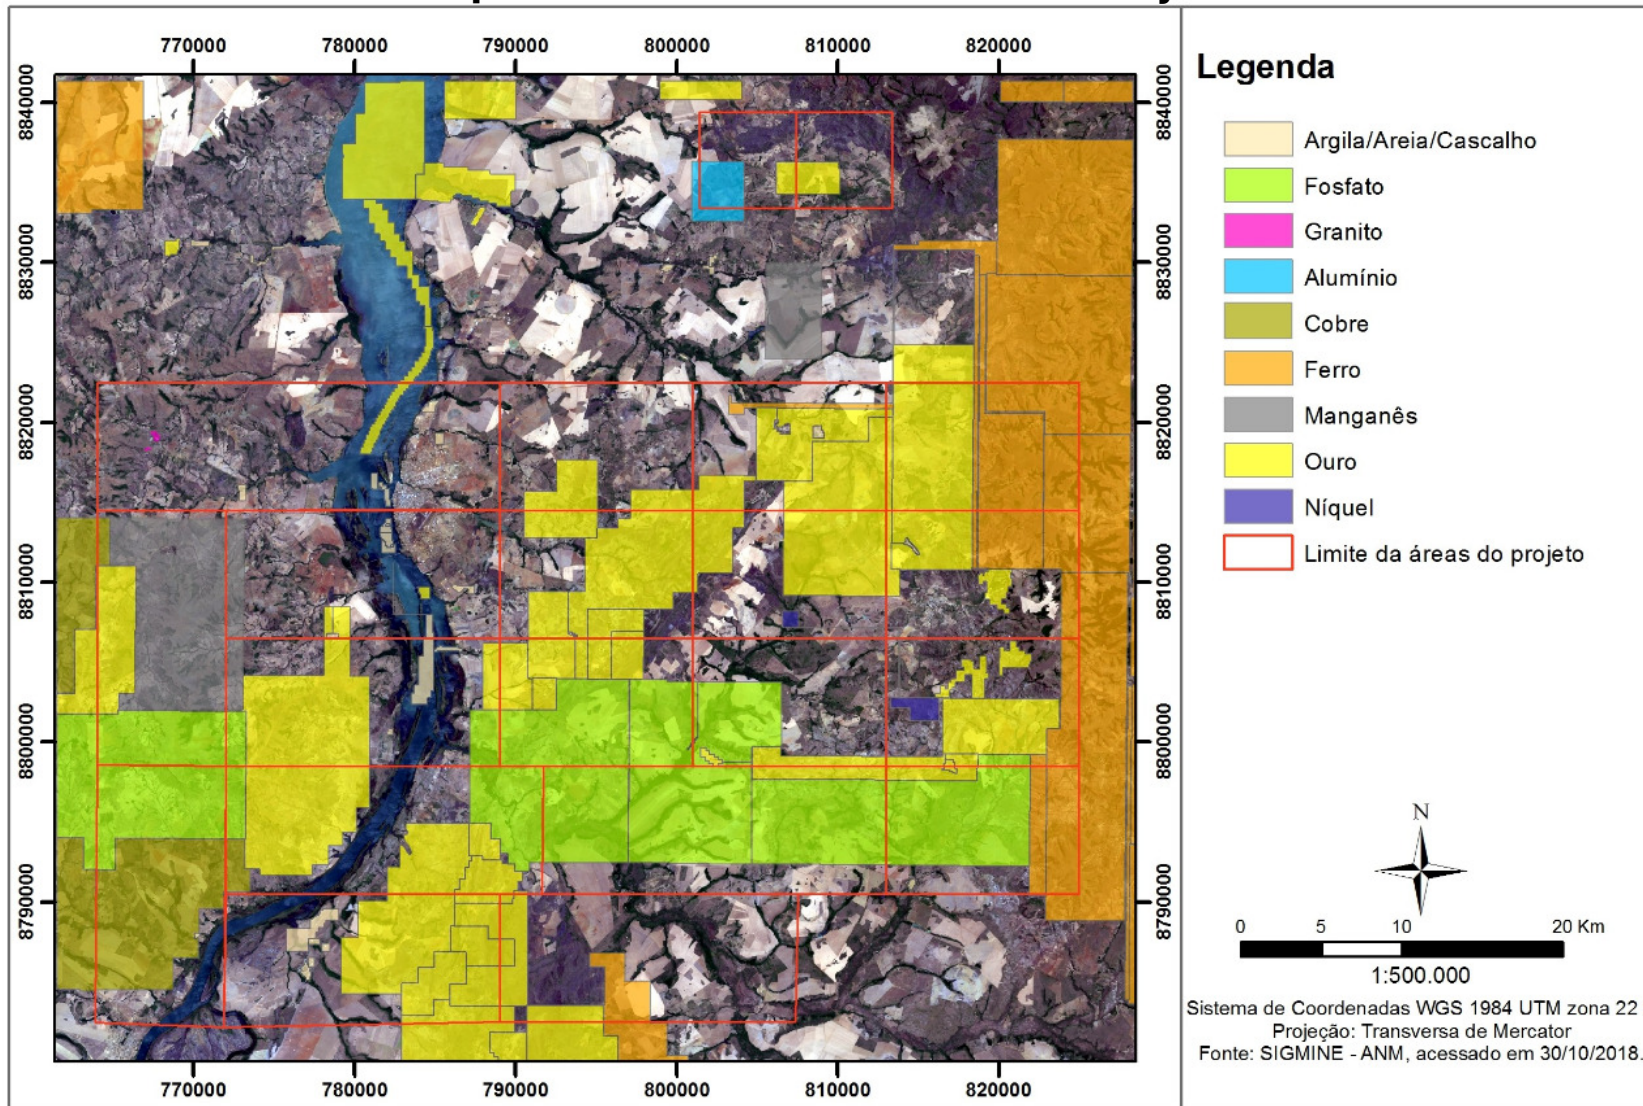 770000 780000 790000 800000 810000 820000
8840000 8840000
8830000 8830000
8820000 8820000
8810000 8810000
8800000 8800000
8790000 8790000
770000 780000 790000 800000 810000 820000
Legenda
Argila/Areia/Cascalho
Fosfato
Granito
Alumínio
Cobre
Ferro
Manganês
Ouro
Níquel
Limite da áreas do projeto
N
0 5 10 20 Km
1:500.000
Sistema de Coordenadas WGS 1984 UTM zona 22
Projeção: Transversa de Mercator
Fonte: SIGMINE - ANM, acessado em 30/10/2018.